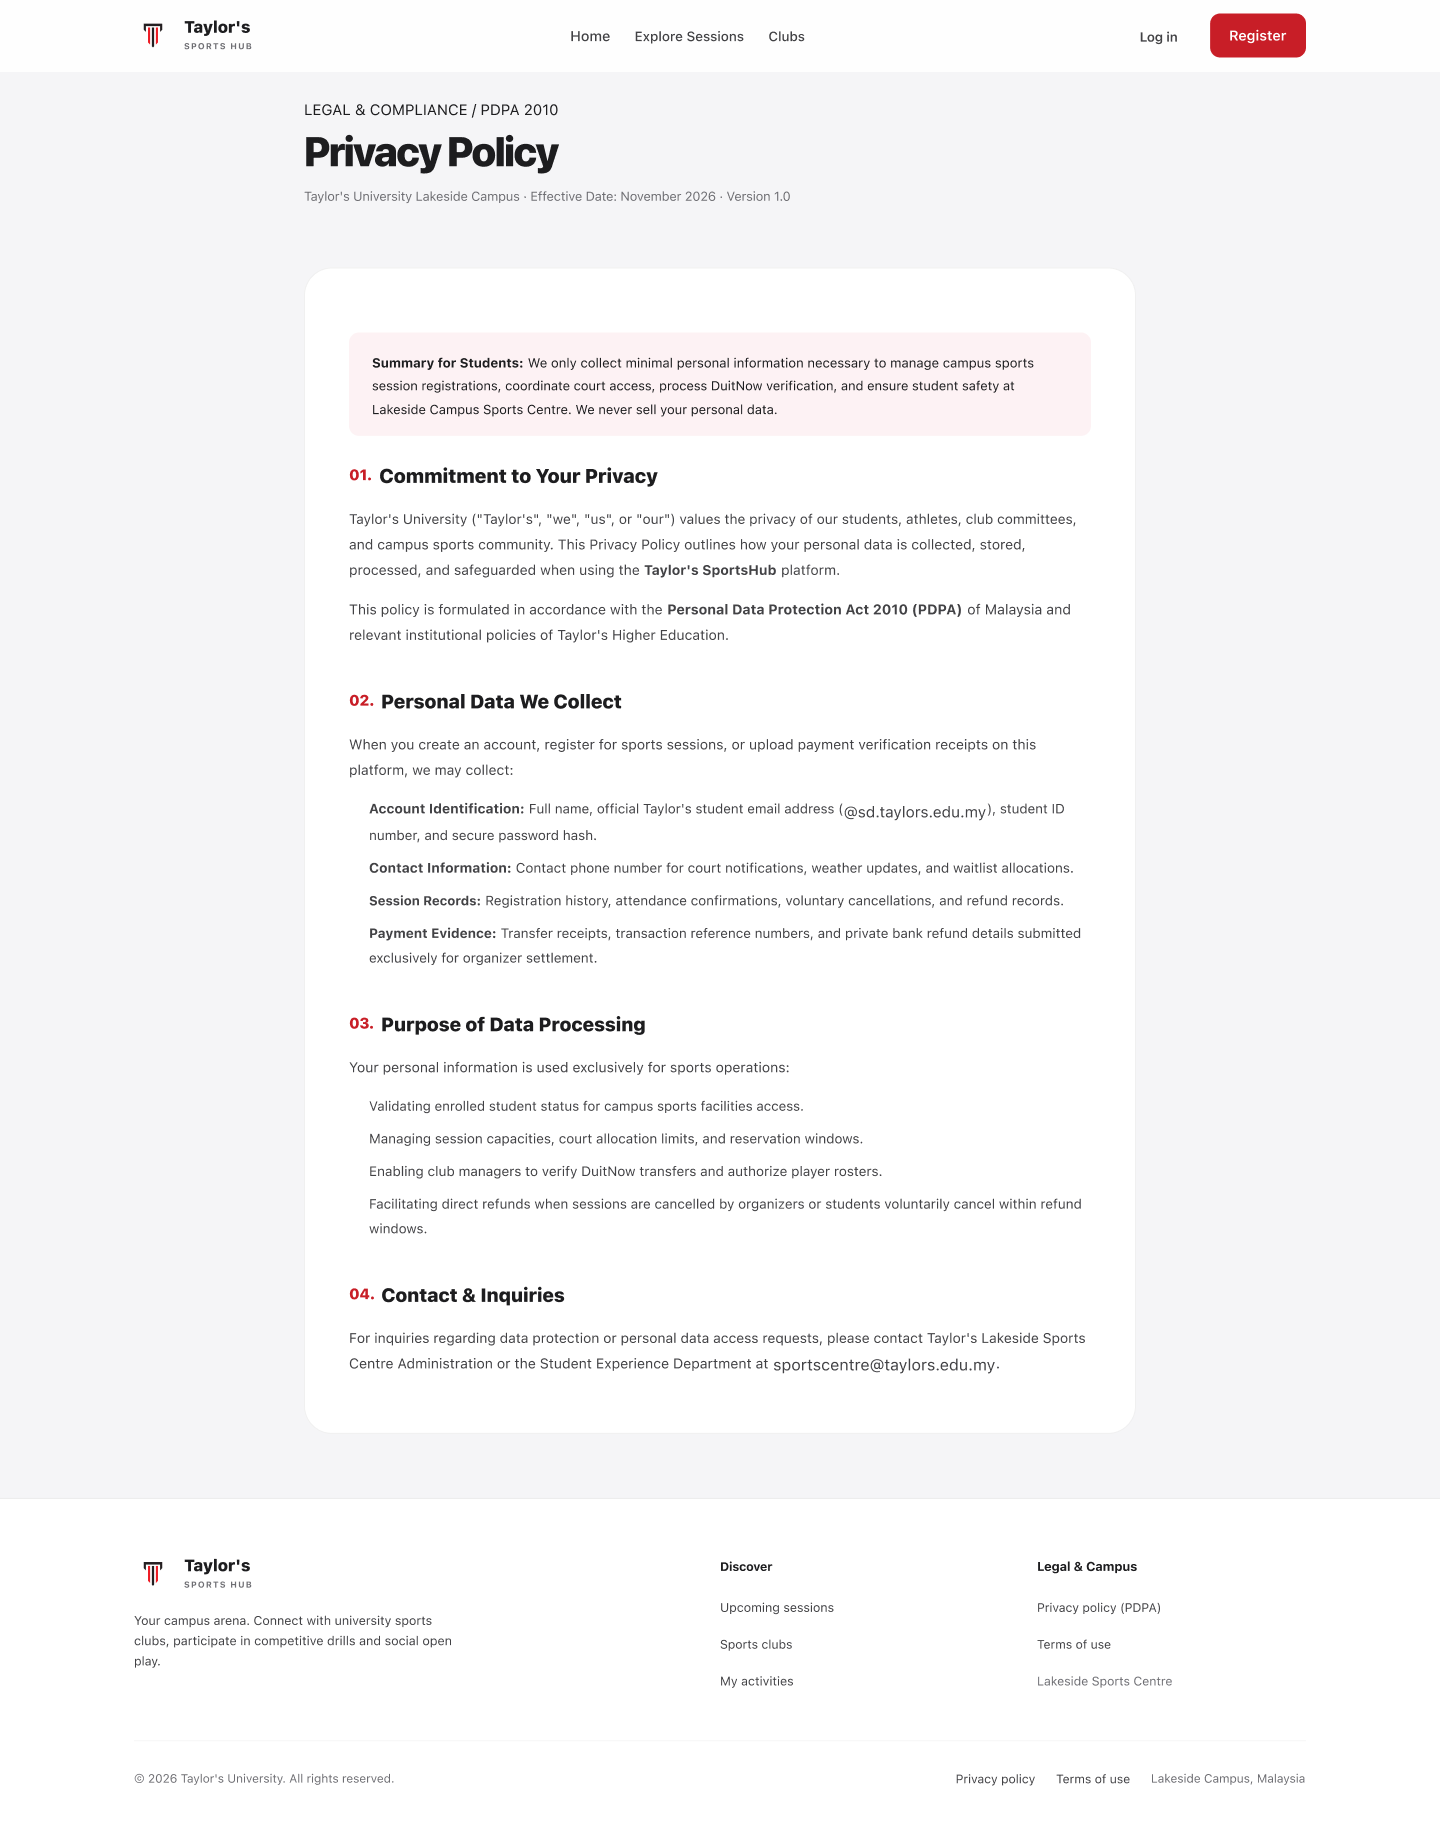 Taylor's
SPORTS HUB
Home
Explore Sessions
Clubs
Log in
Register
LEGAL & COMPLIANCE / PDPA 2010
Privacy Policy
Taylor's University Lakeside Campus · Effective Date: November 2026 · Version 1.0
Summary for Students: We only collect minimal personal information necessary to manage campus sports
session registrations, coordinate court access, process DuitNow verification, and ensure student safety at
Lakeside Campus Sports Centre. We never sell your personal data.
01. Commitment to Your Privacy
Taylor's University ("Taylor's", "we", "us", or "our") values the privacy of our students, athletes, club committees,
and campus sports community. This Privacy Policy outlines how your personal data is collected, stored,
processed, and safeguarded when using the Taylor's SportsHub platform.
This policy is formulated in accordance with the Personal Data Protection Act 2010 (PDPA) of Malaysia and
relevant institutional policies of Taylor's Higher Education.
02. Personal Data We Collect
When you create an account, register for sports sessions, or upload payment verification receipts on this
platform, we may collect:
Account Identification: Full name, official Taylor's student email address (@sd.taylors.edu.my), student ID
number, and secure password hash.
Contact Information: Contact phone number for court notifications, weather updates, and waitlist allocations.
Session Records: Registration history, attendance confirmations, voluntary cancellations, and refund records.
Payment Evidence: Transfer receipts, transaction reference numbers, and private bank refund details submitted
exclusively for organizer settlement.
03. Purpose of Data Processing
Your personal information is used exclusively for sports operations:
Validating enrolled student status for campus sports facilities access.
Managing session capacities, court allocation limits, and reservation windows.
Enabling club managers to verify DuitNow transfers and authorize player rosters.
Facilitating direct refunds when sessions are cancelled by organizers or students voluntarily cancel within refund
windows.
04. Contact & Inquiries
For inquiries regarding data protection or personal data access requests, please contact Taylor's Lakeside Sports
Centre Administration or the Student Experience Department at sportscentre@taylors.edu.my.
Taylor's
SPORTS HUB
Your campus arena. Connect with university sports
clubs, participate in competitive drills and social open
play.
Discover
Upcoming sessions
Sports clubs
My activities
Legal & Campus
Privacy policy (PDPA)
Terms of use
Lakeside Sports Centre
© 2026 Taylor's University. All rights reserved.
Privacy policy
Terms of use
Lakeside Campus, Malaysia